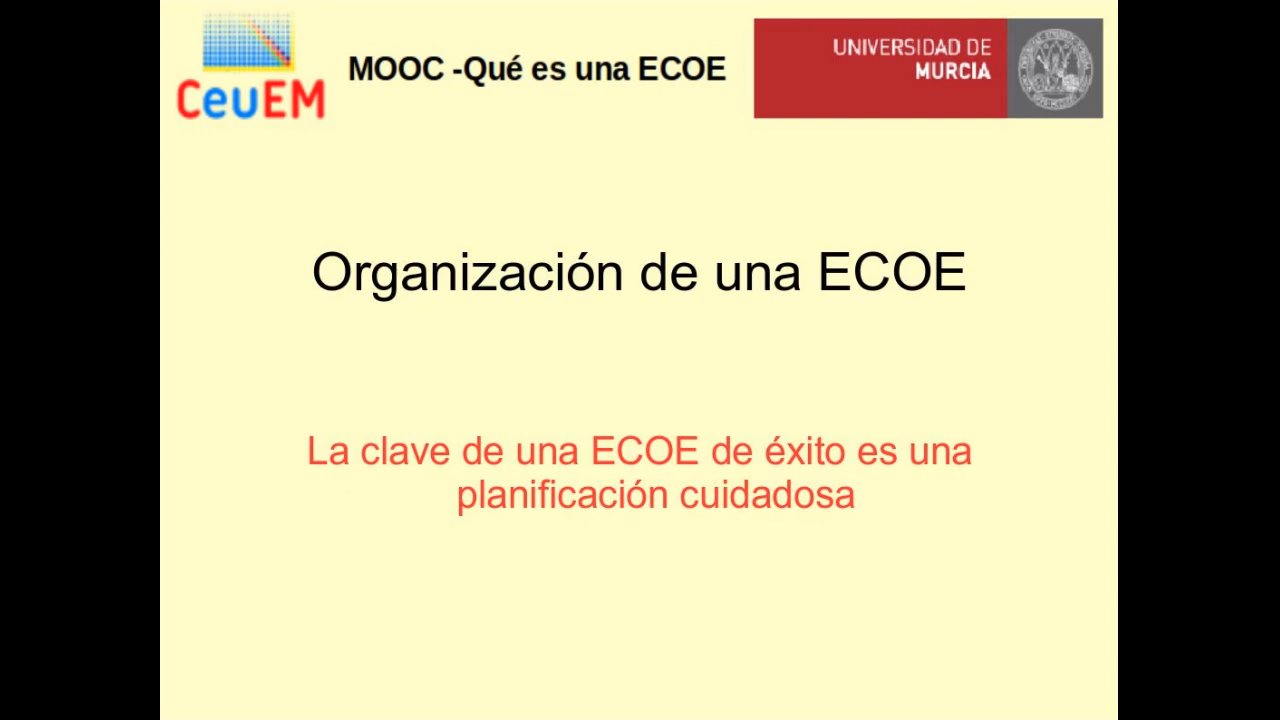 CeuEM
MOOC -Qué es una ECOE
UNIVERSIDAD DE
MURCIA
Organización de una ECOE
La clave de una ECOE de éxito es una
planificación cuidadosa